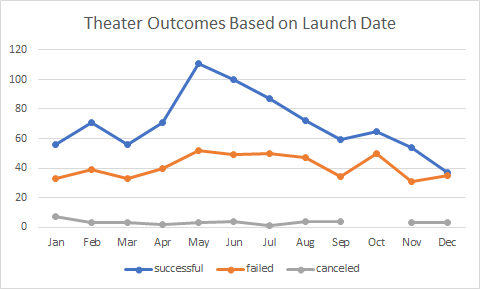 Theater Outcomes Based on Launch Date
120
100
80
60
40
20
0
Jan Feb Mar Apr May Jun Jul Aug Sep Oct Nov Dec
successful failed canceled